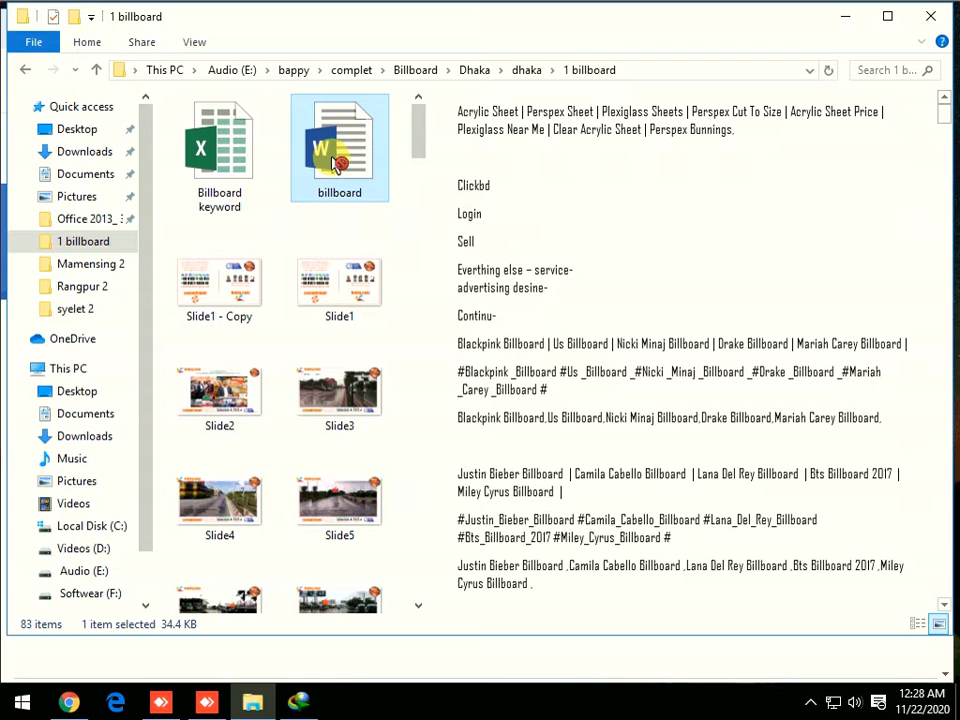 1 billboard
File Home Share View
This PC Audio (E:) bappy complet Billboard Dhaka dhaka 1 billboard
Search 1 b...
Quick access
Desktop
Downloads
Documents
Pictures
Office 2013_
1 billboard
Mamensing 2
Rangpur 2
syelet 2
OneDrive
This PC
Desktop
Documents
Downloads
Music
Pictures
Videos
Local Disk (C:)
Videos (D:)
Audio (E:)
Softwear (F:)
Billboard
keyword
billboard
Slide1 - Copy
Slide1
Slide2
Slide3
Slide4
Slide5
Acrylic Sheet | Perspex Sheet | Plexiglass Sheets | Perspex Cut To Size | Acrylic Sheet Price |
Plexiglass Near Me | Clear Acrylic Sheet | Perspex Bunnings,
Clickbd
Login
Sell
Everthing else – service-
advertising desine-
Continu-
Blackpink Billboard | Us Billboard | Nicki Minaj Billboard | Drake Billboard | Mariah Carey Billboard |
#Blackpink _Billboard #Us _Billboard _#Nicki _Minaj _Billboard _#Drake _Billboard _#Mariah
_Carey _Billboard #
Blackpink Billboard,Us Billboard,Nicki Minaj Billboard,Drake Billboard,Mariah Carey Billboard,
Justin Bieber Billboard | Camila Cabello Billboard | Lana Del Rey Billboard | Bts Billboard 2017 |
Miley Cyrus Billboard |
#Justin_Bieber_Billboard #Camila_Cabello_Billboard #Lana_Del_Rey_Billboard
#Bts_Billboard_2017 #Miley_Cyrus_Billboard #
Justin Bieber Billboard ,Camila Cabello Billboard ,Lana Del Rey Billboard ,Bts Billboard 2017 ,Miley
Cyrus Billboard ,
83 items 1 item selected 34.4 KB
12:28 AM
11/22/2020